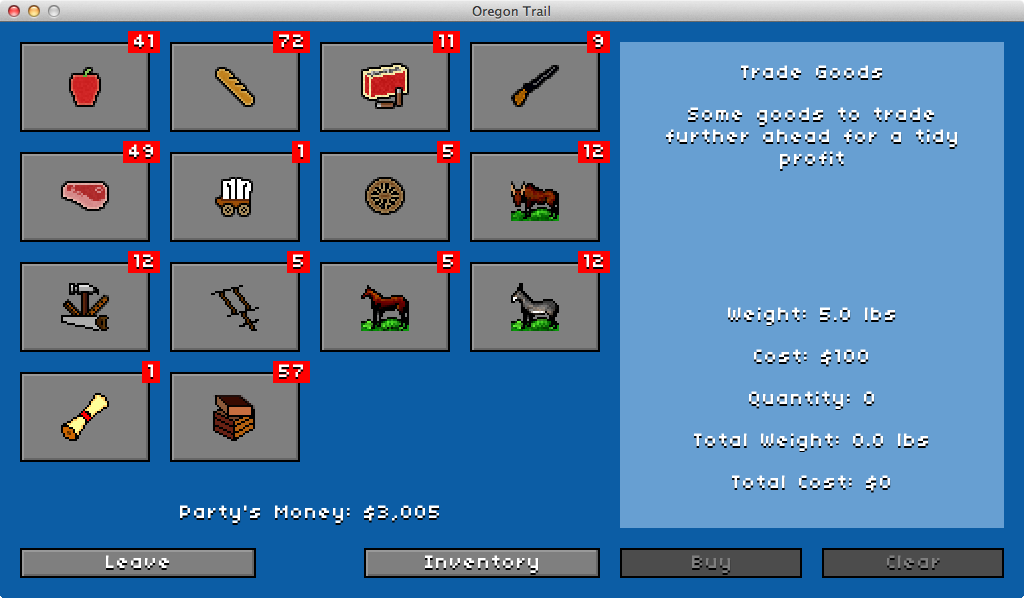 Oregon Trail
41
72
11
9
Trade Goods
Some goods to trade
further ahead for a tidy
profit
49
1
5
12
12
5
5
12
Weight: 5.0 lbs
Cost: $100
1
57
Quantity: 0
Total Weight: 0.0 lbs
Total Cost: $0
Party's Money: $3,005
Leave
Inventory
Buy
Clear